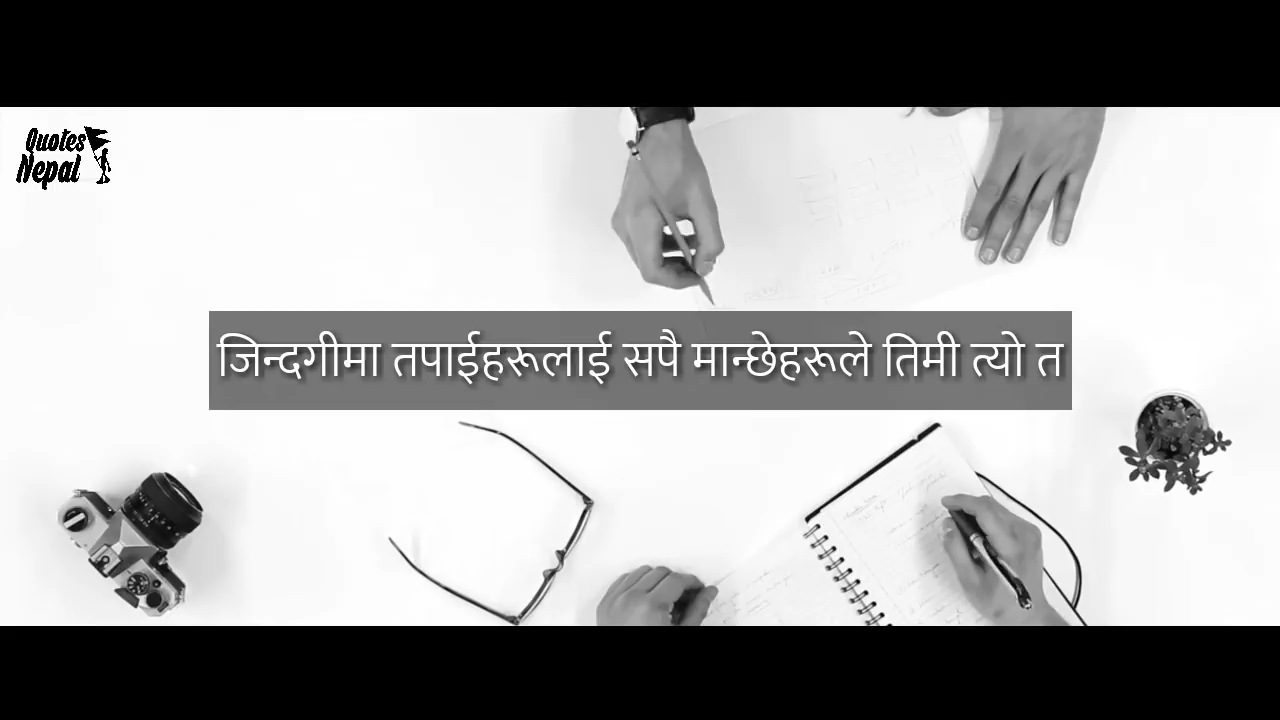 Quotes
Nepal
जिन्दगीमा तपाईहरूलाई सपै मान्छेहरूले तिमी त्यो त